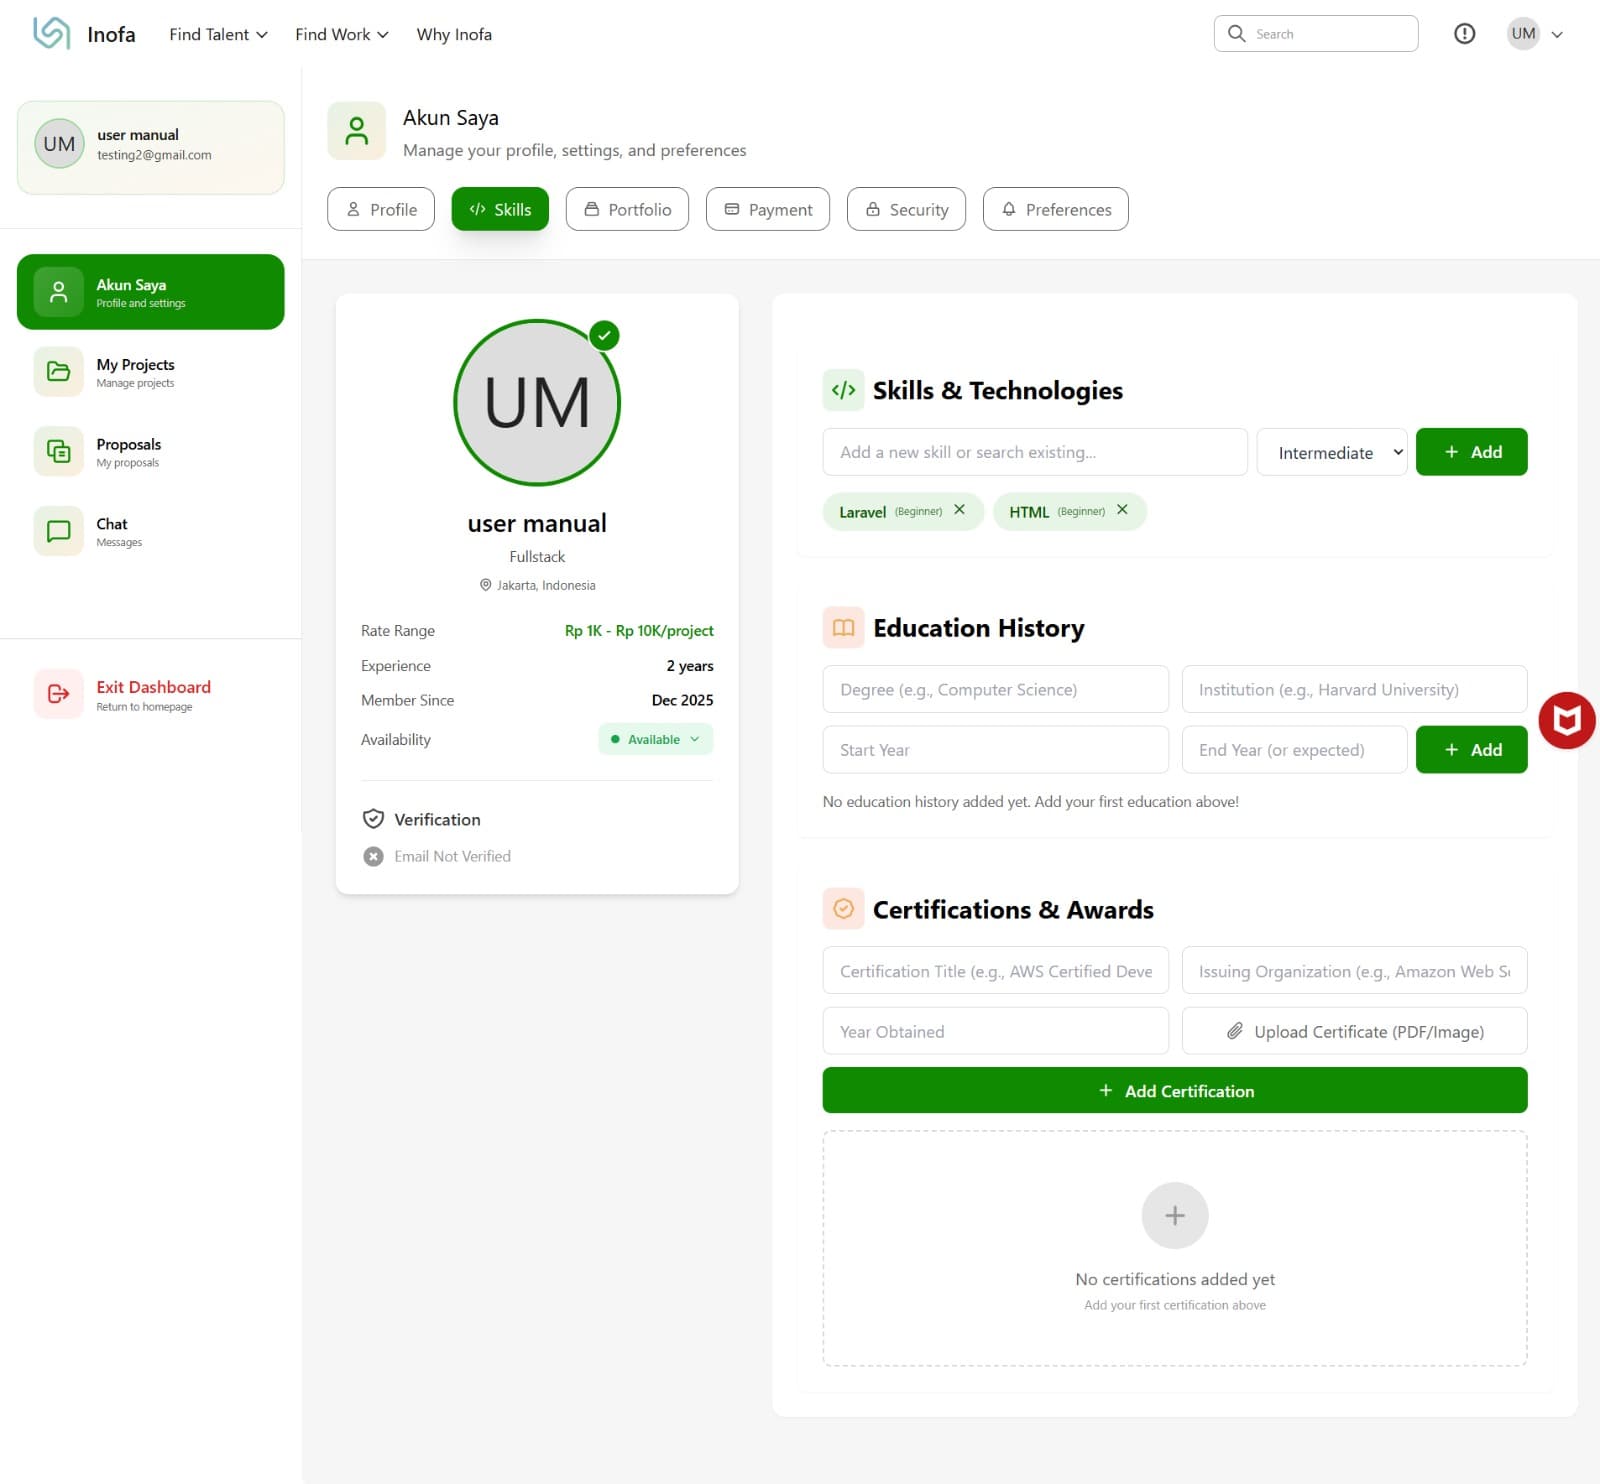 Inofa
Find Talent
Find Work
Why Inofa
Search
UM
UM
user manual
testing2@gmail.com
Akun Saya
Profile and settings
My Projects
Manage projects
Proposals
My proposals
Chat
Messages
Exit Dashboard
Return to homepage
Akun Saya
Manage your profile, settings, and preferences
Profile
Skills
Portfolio
Payment
Security
Preferences
UM
user manual
Fullstack
Jakarta, Indonesia
Rate Range Rp 1K - Rp 10K/project
Experience 2 years
Member Since Dec 2025
Availability Available
Verification
Email Not Verified
Skills & Technologies
Add a new skill or search existing... Intermediate + Add
Laravel (Beginner) HTML (Beginner)
Education History
Degree (e.g., Computer Science) Institution (e.g., Harvard University)
Start Year End Year (or expected) + Add
No education history added yet. Add your first education above!
Certifications & Awards
Certification Title (e.g., AWS Certified Deve Issuing Organization (e.g., Amazon Web S
Year Obtained Upload Certificate (PDF/Image)
+ Add Certification
No certifications added yet
Add your first certification above